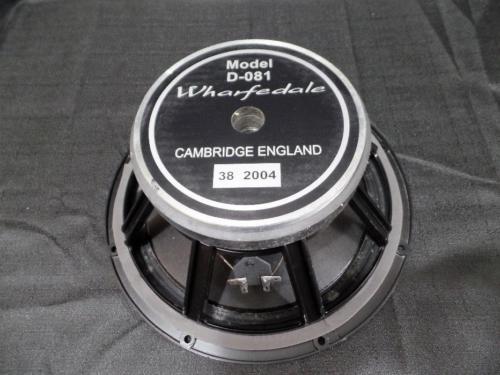 Model
D-081
Wharfedale
CAMBRIDGE ENGLAND
38 2004